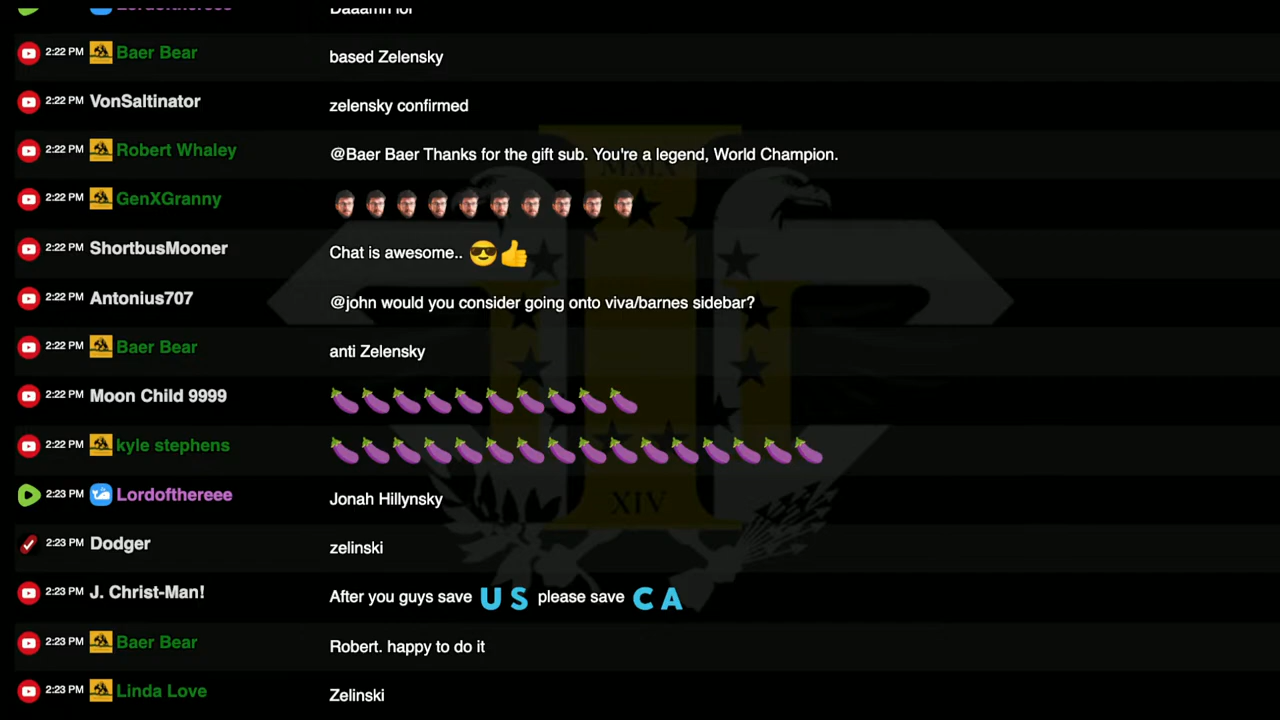 Lordofthereee Daaamn lol
2:22 PM Baer Bear based Zelensky
2:22 PM VonSaltinator zelensky confirmed
2:22 PM Robert Whaley @Baer Baer Thanks for the gift sub. You're a legend, World Champion.
2:22 PM GenXGranny
2:22 PM ShortbusMooner Chat is awesome.. 😎👍
2:22 PM Antonius707 @john would you consider going onto viva/barnes sidebar?
2:22 PM Baer Bear anti Zelensky
2:22 PM Moon Child 9999 🍆🍆🍆🍆🍆🍆🍆🍆🍆🍆
2:22 PM kyle stephens 🍆🍆🍆🍆🍆🍆🍆🍆🍆🍆🍆🍆🍆🍆🍆🍆
2:23 PM Lordofthereee Jonah Hillynsky
2:23 PM Dodger zelinski
2:23 PM J. Christ-Man! After you guys save U S please save C A
2:23 PM Baer Bear Robert. happy to do it
2:23 PM Linda Love Zelinski
MMXX
XIV